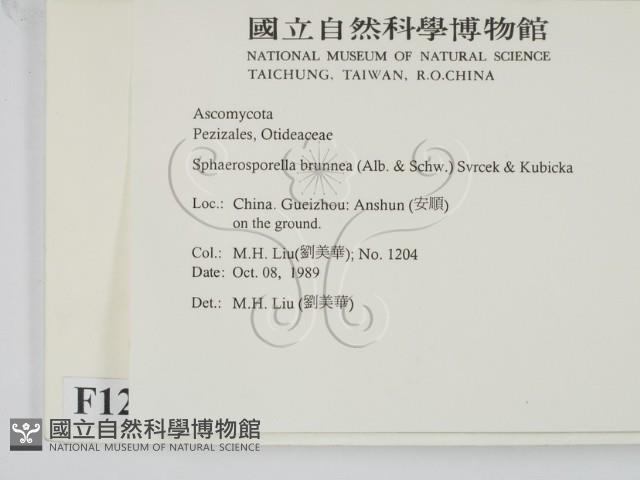 國立自然科學博物館
NATIONAL MUSEUM OF NATURAL SCIENCE
TAICHUNG, TAIWAN, R.O.CHINA
Ascomycota
Pezizales, Otideaceae
Sphaerosporella brunnea (Alb. & Schw.) Svrcek & Kubicka
Loc.: China. Gueizhou: Anshun (安順)
on the ground.
Col.: M.H. Liu(劉美華); No. 1204
Date: Oct. 08, 1989
Det.: M.H. Liu (劉美華)
F12
國立自然科學博物館
NATIONAL MUSEUM OF NATURAL SCIENCE